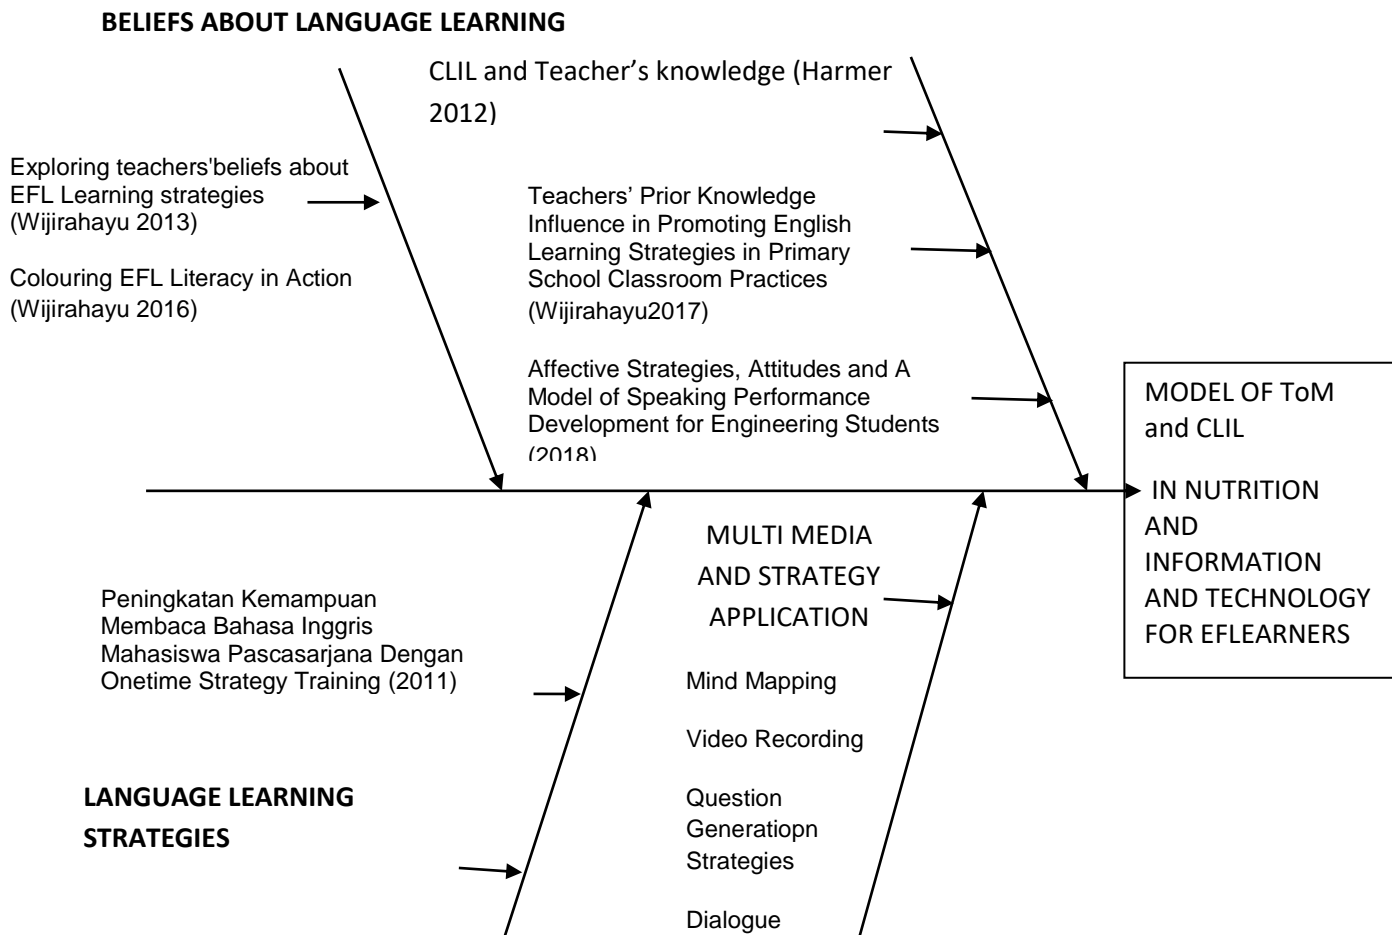 BELIEFS ABOUT LANGUAGE LEARNING
CLIL and Teacher’s knowledge (Harmer
2012)
Exploring teachers'beliefs about
EFL Learning strategies
(Wijirahayu 2013)
Colouring EFL Literacy in Action
(Wijirahayu 2016)
Teachers’ Prior Knowledge
Influence in Promoting English
Learning Strategies in Primary
School Classroom Practices
(Wijirahayu2017)
Affective Strategies, Attitudes and A
Model of Speaking Performance
Development for Engineering Students
(2018)
MODEL OF ToM
and CLIL
IN NUTRITION
AND
INFORMATION
AND TECHNOLOGY
FOR EFLEARNERS
Peningkatan Kemampuan
Membaca Bahasa Inggris
Mahasiswa Pascasarjana Dengan
Onetime Strategy Training (2011)
LANGUAGE LEARNING
STRATEGIES
MULTI MEDIA
AND STRATEGY
APPLICATION
Mind Mapping
Video Recording
Question
Generatiopn
Strategies
Dialogue